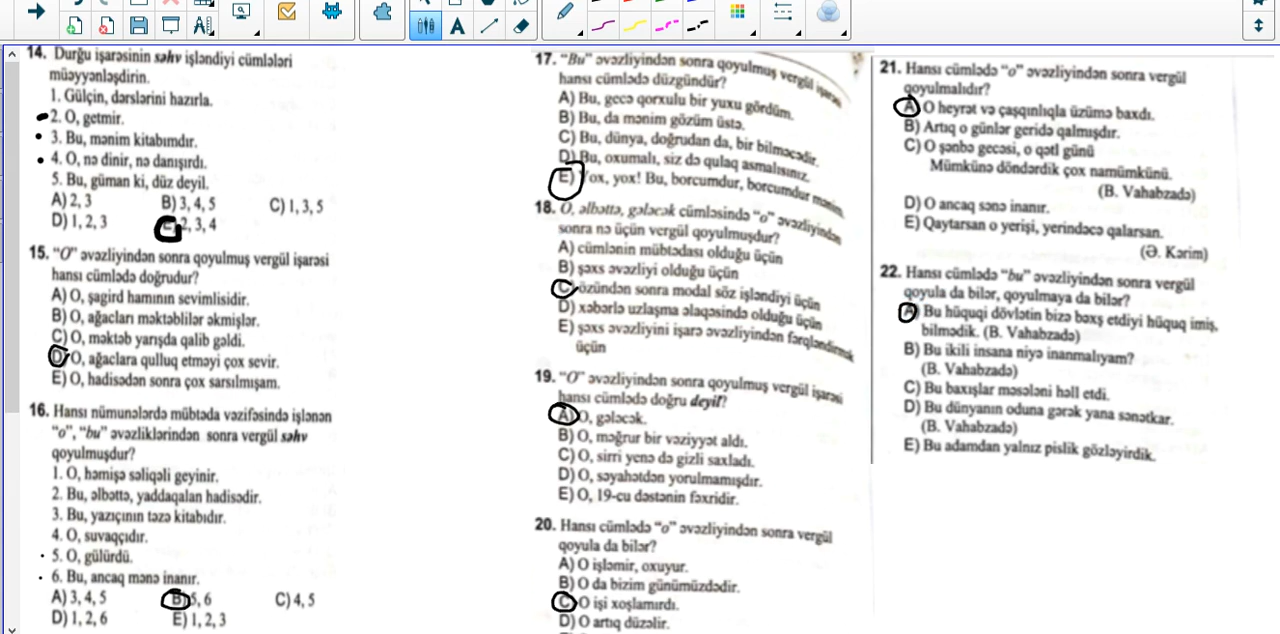 14. Durğu işarəsinin səhv işləndiyi cümlələri
müəyyənləşdirin.
1. Gülçin, dərslərini hazırla.
2. O, getmir.
3. Bu, mənim kitabımdır.
4. O, nə dinir, nə danışırdı.
5. Bu, güman ki, düz deyil.
A) 2, 3 B) 3, 4, 5 C) 1, 3, 5
D) 1, 2, 3 E) 2, 3, 4
15. “O” əvəzliyindən sonra qoyulmuş vergül işarəsi
hansı cümlədə doğrudur?
A) O, şagird hamının sevimlisidir.
B) O, ağacları məktəblilər əkmişlər.
C) O, məktəb yarışda qalib gəldi.
D) O, ağaclara qulluq etməyi çox sevir.
E) O, hadisədən sonra çox sarsılmışam.
16. Hansı nümunələrdə mübtəda vəzifəsində işlənən
“o”, “bu” əvəzliklərindən sonra vergül səhv
qoyulmuşdur?
1. O, həmişə səliqəli geyinir.
2. Bu, əlbəttə, yaddaqalan hadisədir.
3. Bu, yazıçının təzə kitabıdır.
4. O, suvaqçıdır.
5. O, gülürdü.
6. Bu, ancaq mənə inanır.
A) 3, 4, 5 B) 5, 6 C) 4, 5
D) 1, 2, 6 E) 1, 2, 3
17. “Bu” əvəzliyindən sonra qoyulmuş vergül işarəsi
hansı cümlədə düzgündür?
A) Bu, gecə qorxulu bir yuxu gördüm.
B) Bu, da mənim gözüm üstə.
C) Bu, dünya, doğrudan da, bir bilməcədir.
D) Bu, oxumalı, siz də qulaq asmalısınız.
E) Yox, yox! Bu, borcumdur, borcumdur mənim.
18. O, əlbəttə, gələcək cümləsində “o” əvəzliyindən
sonra nə üçün vergül qoyulmuşdur?
A) cümlənin mübtədası olduğu üçün
B) şəxs əvəzliyi olduğu üçün
C) özündən sonra modal söz işləndiyi üçün
D) xəbərlə uzlaşma əlaqəsində olduğu üçün
E) şəxs əvəzliyini işarə əvəzliyindən fərqləndirmək
üçün
19. “O” əvəzliyindən sonra qoyulmuş vergül işarəsi
hansı cümlədə doğru deyil?
A) O, gələcək.
B) O, məğrur bir vəziyyət aldı.
C) O, sirri yenə də gizli saxladı.
D) O, səyahətdən yorulmamışdır.
E) O, 19-cu dəstənin fəxridir.
20. Hansı cümlədə “o” əvəzliyindən sonra vergül
qoyula da bilər?
A) O işləmir, oxuyur.
B) O da bizim günümüzdədir.
C) O işi xoşlamırdı.
D) O artıq düzəlir.
21. Hansı cümlədə “o” əvəzliyindən sonra vergül
qoyulmalıdır?
A) O heyrət və çaşqınlıqla üzümə baxdı.
B) Artıq o günlər geridə qalmışdır.
C) O şənbə gecəsi, o qətl günü
Mümkünə döndərdik çox namümkünü.
(B. Vahabzadə)
D) O ancaq sənə inanır.
E) Qaytarsan o yerişi, yerindəcə qalarsan.
(Ə. Kərim)
22. Hansı cümlədə “bu” əvəzliyindən sonra vergül
qoyula da bilər, qoyulmaya da bilər?
A) Bu hüququ dövlətin bizə bəxş etdiyi hüquq imiş,
bilmədik. (B. Vahabzadə)
B) Bu ikili insana niyə inanmalıyam?
(B. Vahabzadə)
C) Bu baxışlar məsələni həll etdi.
D) Bu dünyanın oduna gərək yana sənətkar.
(B. Vahabzadə)
E) Bu adamdan yalnız pislik gözləyirdik.